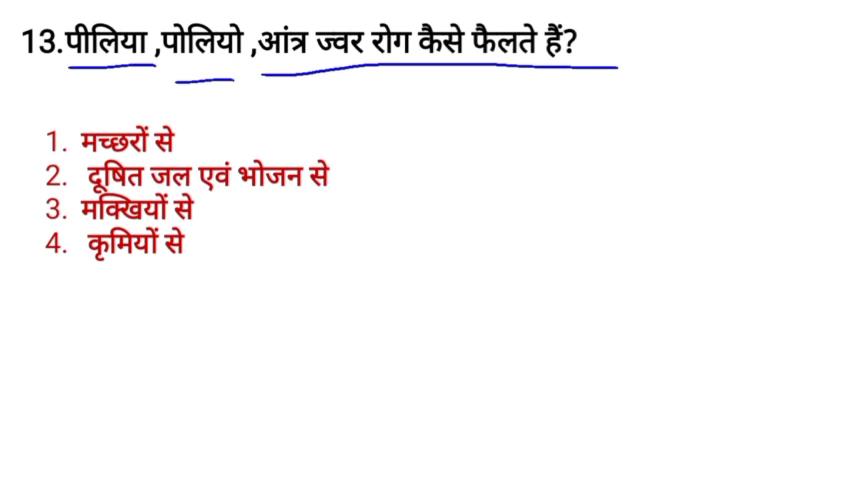 13.पीलिया ,पोलियो ,आंत्र ज्वर रोग कैसे फैलते हैं?
1. मच्छरों से
2. दूषित जल एवं भोजन से
3. मक्खियों से
4. कृमियों से